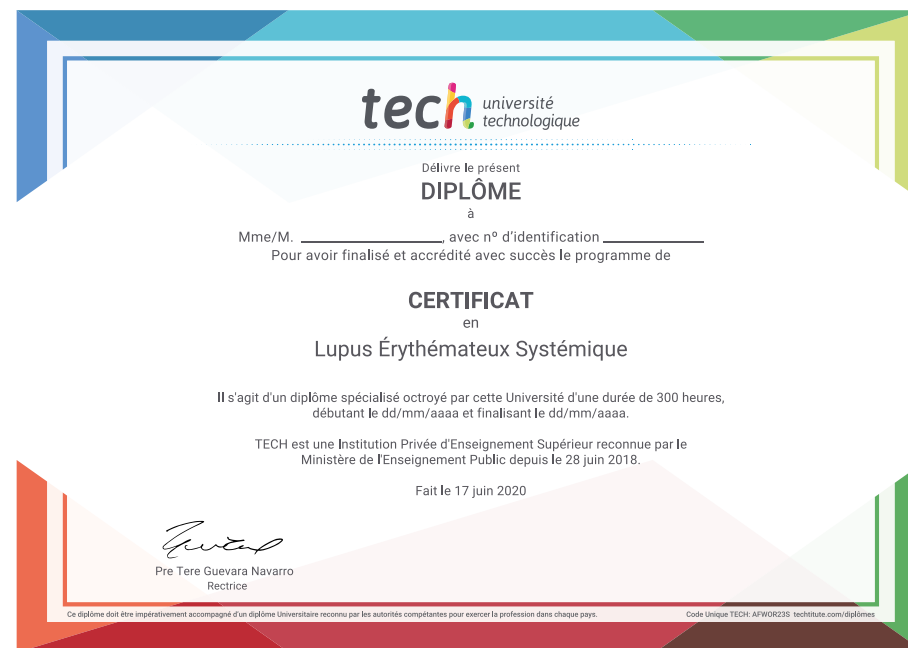 tech université
technologique
Délivre le présent
DIPLÔME
à
Mme/M. ____________________, avec nº d'identification ______________
Pour avoir finalisé et accrédité avec succès le programme de
CERTIFICAT
en
Lupus Érythémateux Systémique
Il s'agit d'un diplôme spécialisé octroyé par cette Université d'une durée de 300 heures,
débutant le dd/mm/aaaa et finalisant le dd/mm/aaaa.
TECH est une Institution Privée d'Enseignement Supérieur reconnue par le
Ministère de l'Enseignement Public depuis le 28 juin 2018.
Fait le 17 juin 2020
Pre Tere Guevara Navarro
Rectrice
Ce diplôme doit être impérativement accompagné d'un diplôme Universitaire reconnu par les autorités compétentes pour exercer la profession dans chaque pays.
Code Unique TECH: AFWOR23S techtitute.com/diplômes